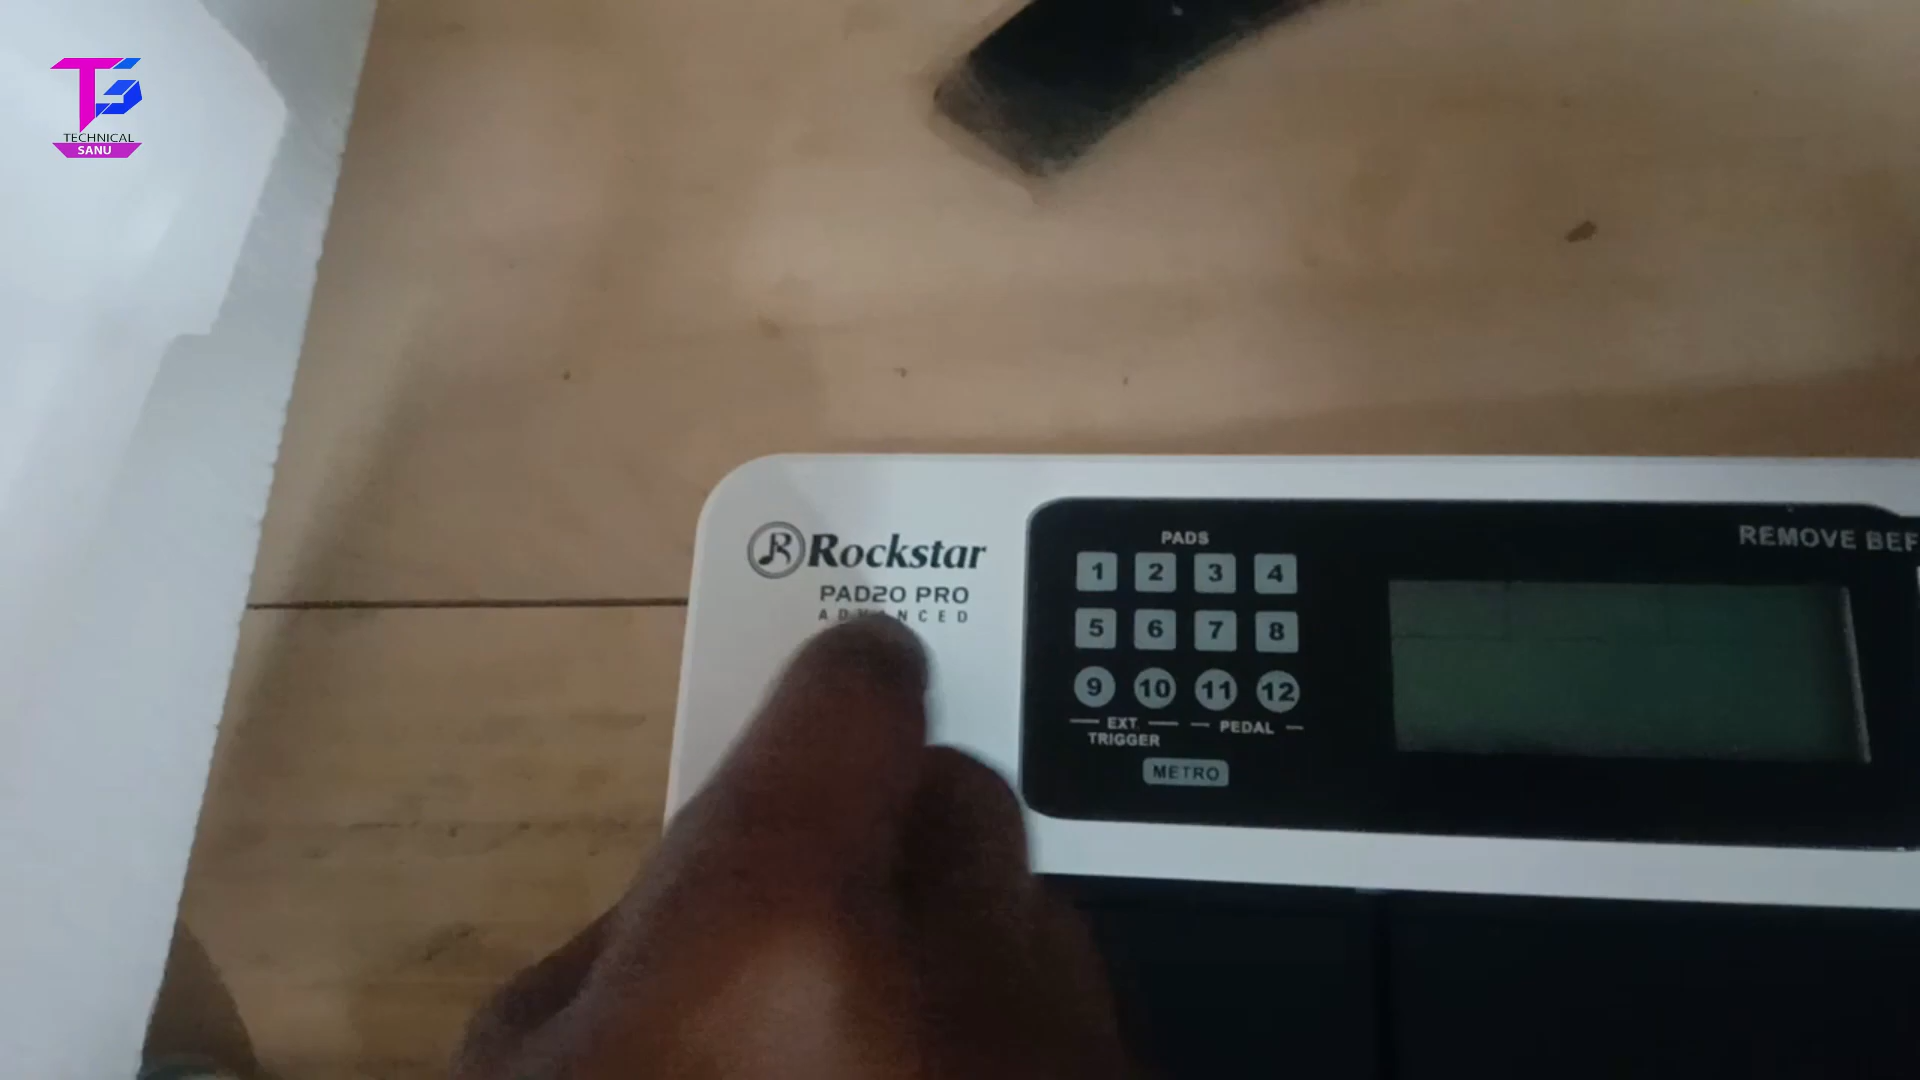 TECHNICAL
SANU
Rockstar
PAD20 PRO
ADVANCED
PADS
1 2 3 4
5 6 7 8
9 10 11 12
EXT. TRIGGER
PEDAL
METRO
REMOVE